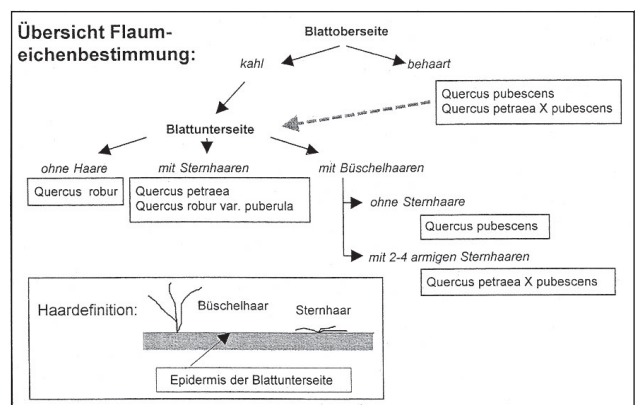 Übersicht Flaum-
eichenbestimmung:
Blattoberseite
kahl
behaart
Quercus pubescens
Quercus petraea X pubescens
Blattunterseite
ohne Haare
mit Sternhaaren
mit Büschelhaaren
Quercus robur
Quercus petraea
Quercus robur var. puberula
ohne Sternhaare
Quercus pubescens
mit 2-4 armigen Sternhaaren
Quercus petraea X pubescens
Haardefinition:
Büschelhaar
Sternhaar
Epidermis der Blattunterseite